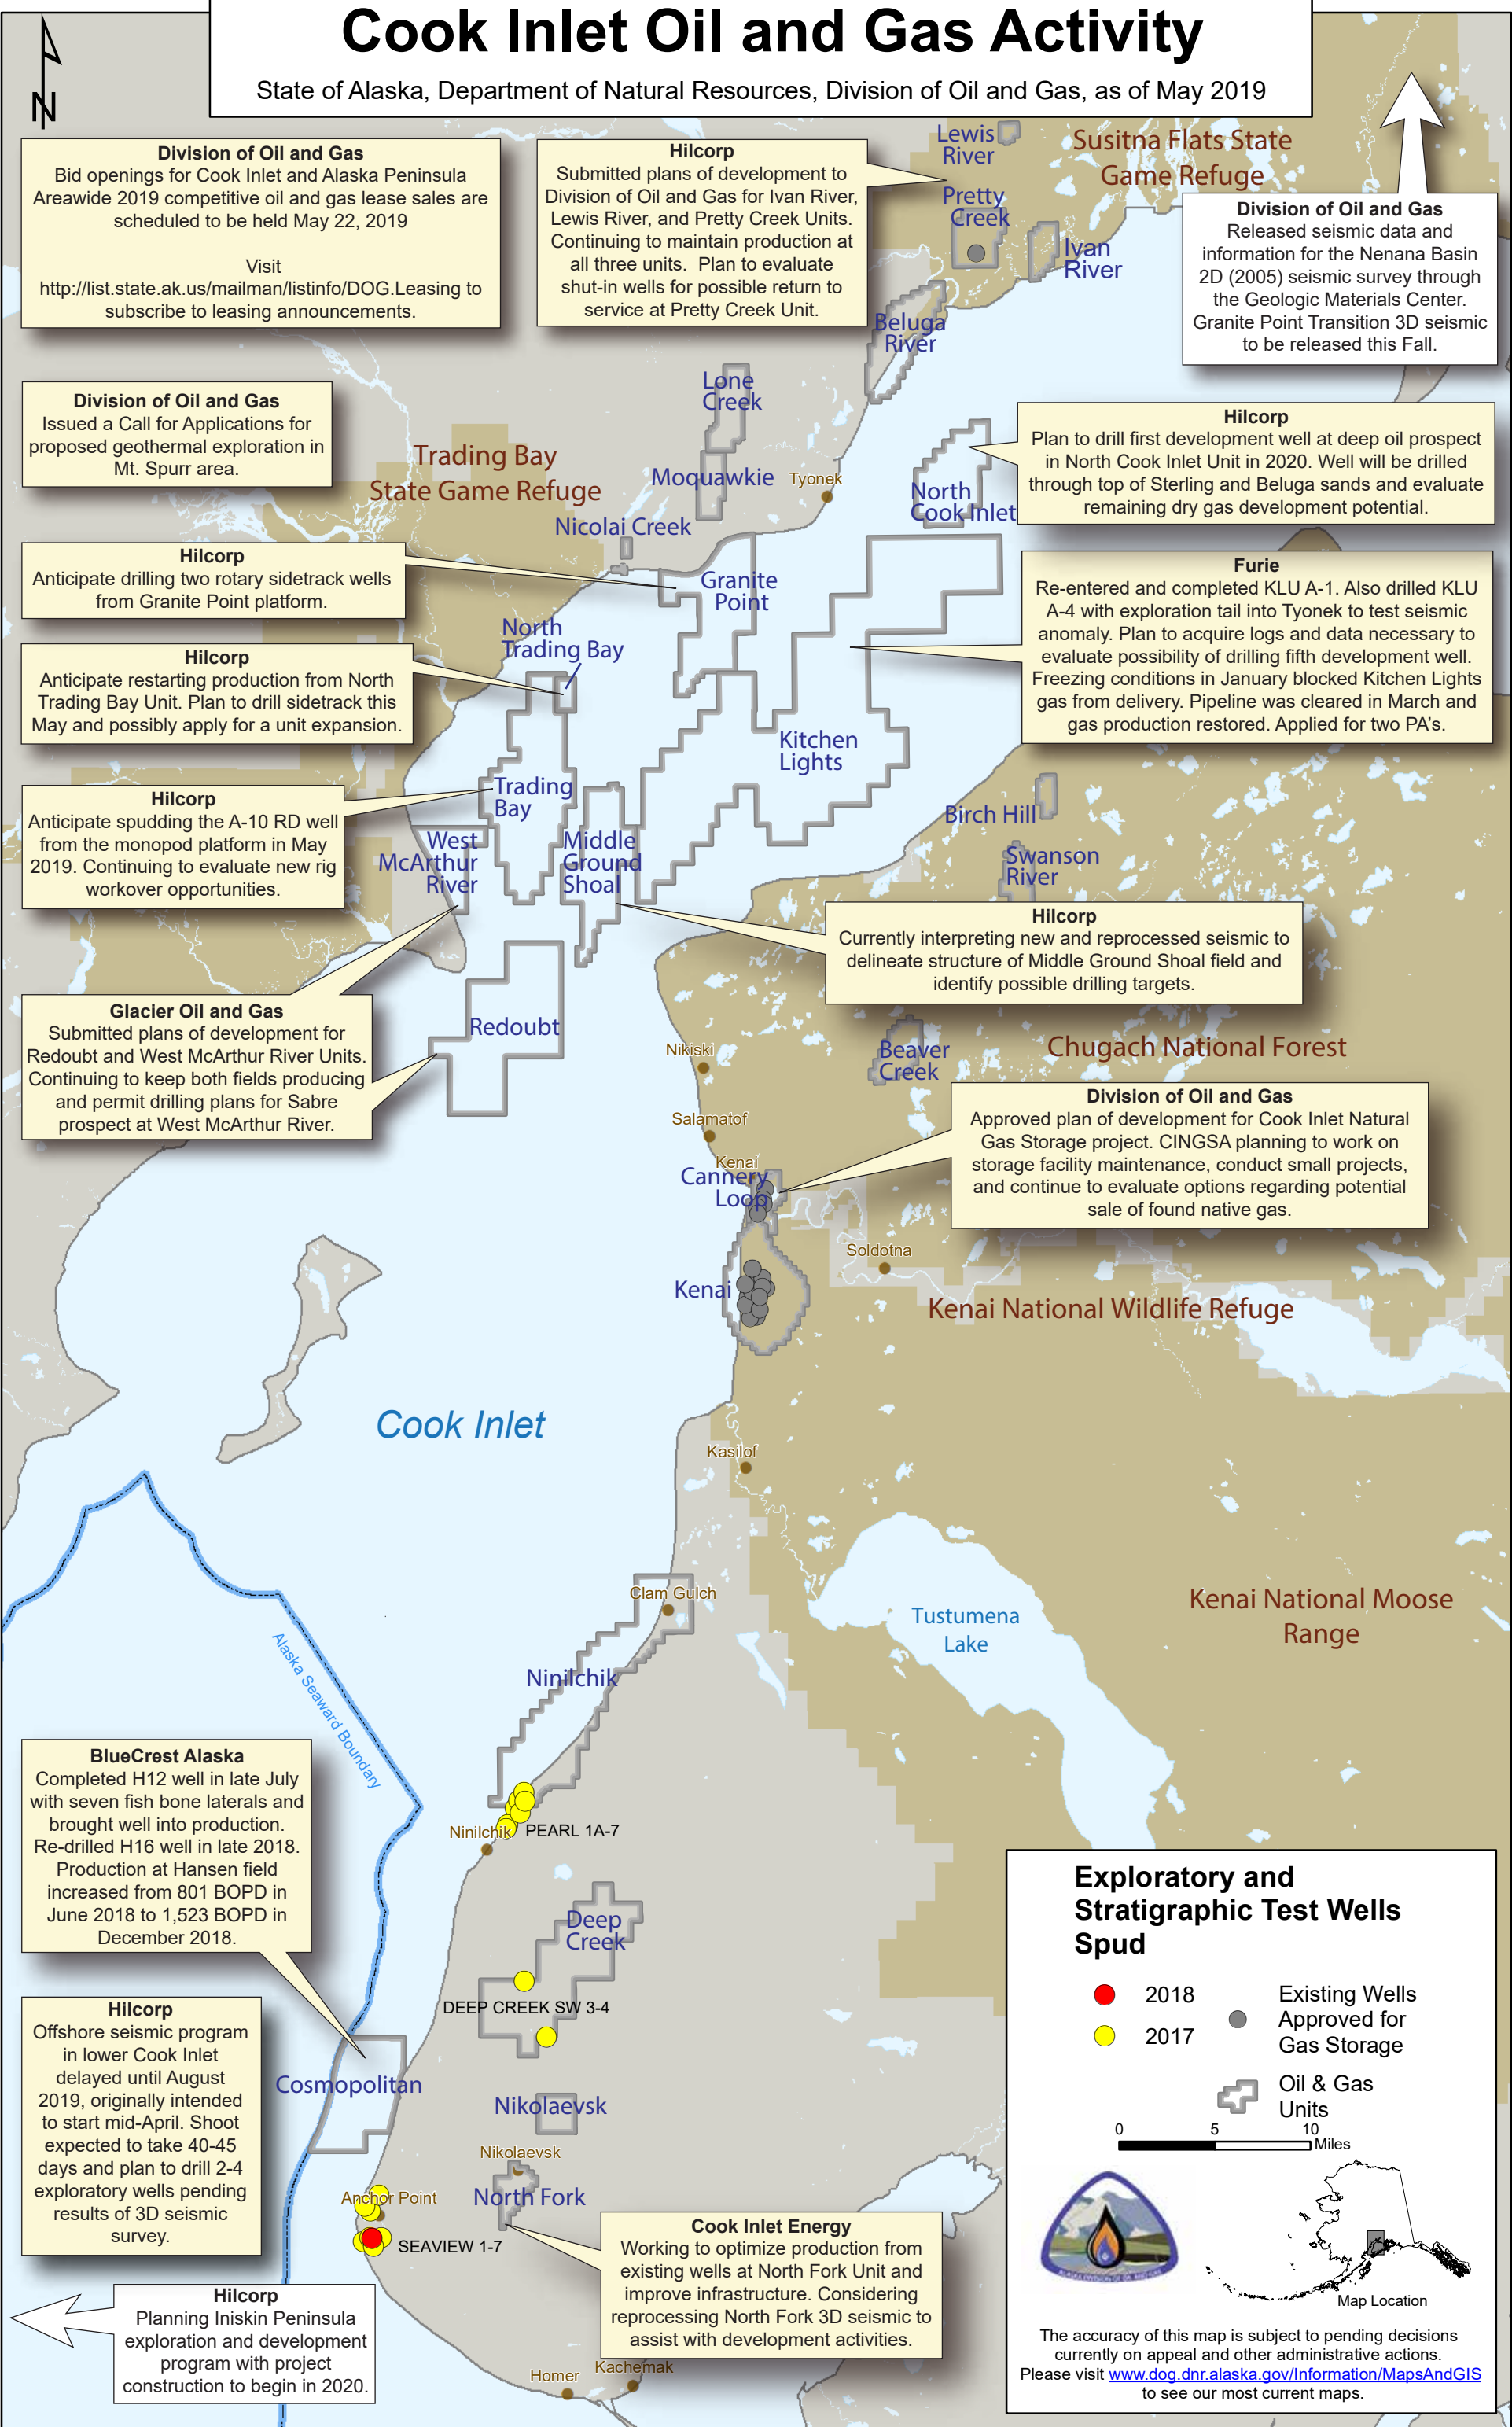 Cook Inlet Oil and Gas Activity
State of Alaska, Department of Natural Resources, Division of Oil and Gas, as of May 2019
N
Division of Oil and Gas
Bid openings for Cook Inlet and Alaska Peninsula
Areawide 2019 competitive oil and gas lease sales are
scheduled to be held May 22, 2019
Visit
http://list.state.ak.us/mailman/listinfo/DOG.Leasing to
subscribe to leasing announcements.
Hilcorp
Submitted plans of development to
Division of Oil and Gas for Ivan River,
Lewis River, and Pretty Creek Units.
Continuing to maintain production at
all three units. Plan to evaluate
shut-in wells for possible return to
service at Pretty Creek Unit.
Lewis
River
Susitna Flats State
Game Refuge
Pretty
Creek
Ivan
River
Division of Oil and Gas
Released seismic data and
information for the Nenana Basin
2D (2005) seismic survey through
the Geologic Materials Center.
Granite Point Transition 3D seismic
to be released this Fall.
Beluga
River
Lone
Creek
Division of Oil and Gas
Issued a Call for Applications for
proposed geothermal exploration in
Mt. Spurr area.
Trading Bay
State Game Refuge
Moquawkie
Tyonek
North
Cook Inlet
Hilcorp
Plan to drill first development well at deep oil prospect
in North Cook Inlet Unit in 2020. Well will be drilled
through top of Sterling and Beluga sands and evaluate
remaining dry gas development potential.
Nicolai Creek
Hilcorp
Anticipate drilling two rotary sidetrack wells
from Granite Point platform.
Granite
Point
Furie
Re-entered and completed KLU A-1. Also drilled KLU
A-4 with exploration tail into Tyonek to test seismic
anomaly. Plan to acquire logs and data necessary to
evaluate possibility of drilling fifth development well.
Freezing conditions in January blocked Kitchen Lights
gas from delivery. Pipeline was cleared in March and
gas production restored. Applied for two PA's.
North
Trading Bay
Hilcorp
Anticipate restarting production from North
Trading Bay Unit. Plan to drill sidetrack this
May and possibly apply for a unit expansion.
Kitchen
Lights
Trading
Bay
Hilcorp
Anticipate spudding the A-10 RD well
from the monopod platform in May
2019. Continuing to evaluate new rig
workover opportunities.
West
McArthur
River
Middle
Ground
Shoal
Birch Hill
Swanson
River
Hilcorp
Currently interpreting new and reprocessed seismic to
delineate structure of Middle Ground Shoal field and
identify possible drilling targets.
Glacier Oil and Gas
Submitted plans of development for
Redoubt and West McArthur River Units.
Continuing to keep both fields producing
and permit drilling plans for Sabre
prospect at West McArthur River.
Redoubt
Nikiski
Beaver
Creek
Chugach National Forest
Salamatof
Division of Oil and Gas
Approved plan of development for Cook Inlet Natural
Gas Storage project. CINGSA planning to work on
storage facility maintenance, conduct small projects,
and continue to evaluate options regarding potential
sale of found native gas.
Kenai
Cannery
Loop
Soldotna
Kenai
Kenai National Wildlife Refuge
Cook Inlet
Kasilof
Clam Gulch
Tustumena
Lake
Kenai National Moose
Range
Alaska Seaward Boundary
Ninilchik
BlueCrest Alaska
Completed H12 well in late July
with seven fish bone laterals and
brought well into production.
Re-drilled H16 well in late 2018.
Production at Hansen field
increased from 801 BOPD in
June 2018 to 1,523 BOPD in
December 2018.
Ninilchik
PEARL 1A-7
Deep
Creek
DEEP CREEK SW 3-4
Hilcorp
Offshore seismic program
in lower Cook Inlet
delayed until August
2019, originally intended
to start mid-April. Shoot
expected to take 40-45
days and plan to drill 2-4
exploratory wells pending
results of 3D seismic
survey.
Cosmopolitan
Nikolaevsk
Nikolaevsk
North Fork
Anchor Point
SEAVIEW 1-7
Cook Inlet Energy
Working to optimize production from
existing wells at North Fork Unit and
improve infrastructure. Considering
reprocessing North Fork 3D seismic to
assist with development activities.
Hilcorp
Planning Iniskin Peninsula
exploration and development
program with project
construction to begin in 2020.
Homer
Kachemak
Exploratory and
Stratigraphic Test Wells
Spud
2018
2017
Existing Wells
Approved for
Gas Storage
Oil & Gas
Units
0 5 10
Miles
ALASKA DIVISION OF OIL AND GAS
Map Location
The accuracy of this map is subject to pending decisions
currently on appeal and other administrative actions.
Please visit www.dog.dnr.alaska.gov/Information/MapsAndGIS
to see our most current maps.